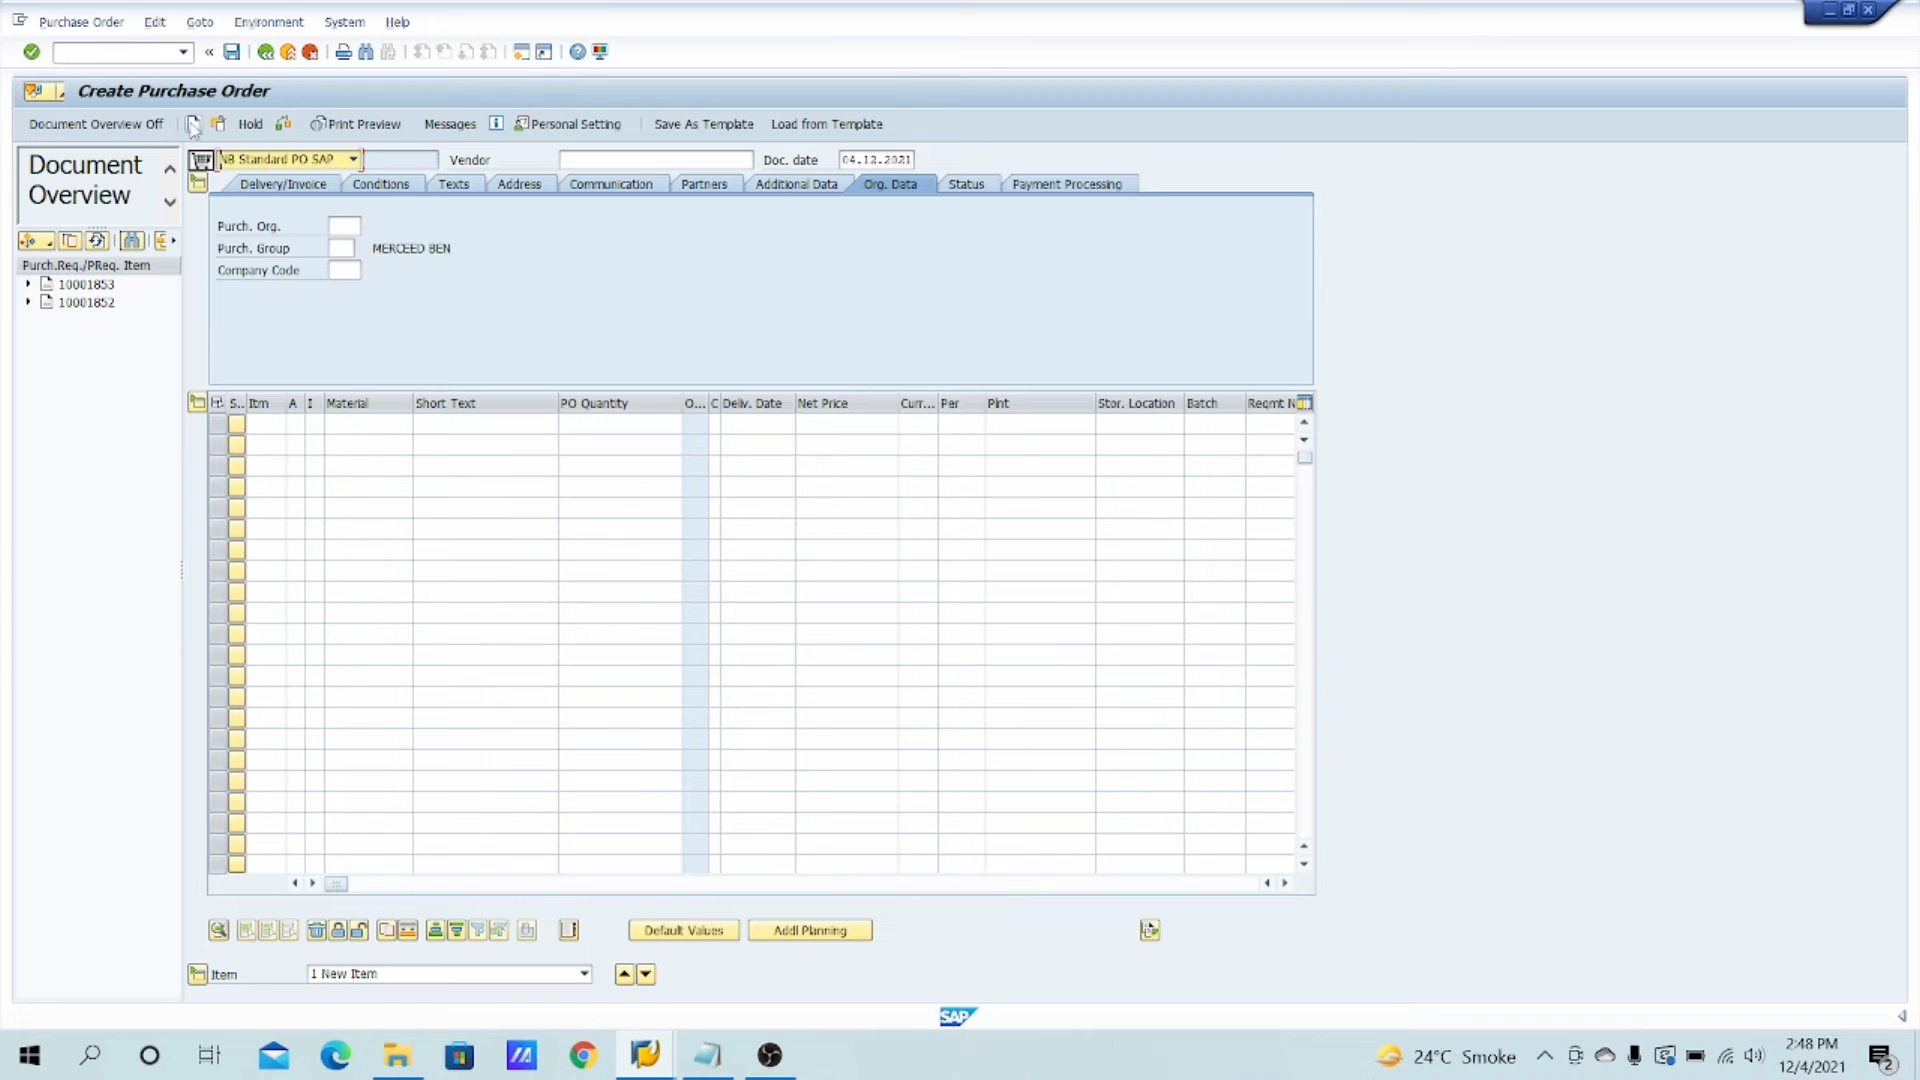 Purchase Order Edit Goto Environment System Help
Create Purchase Order
Document Overview Off Hold Print Preview Messages Personal Setting Save As Template Load from Template
Document
Overview
NB Standard PO SAP Vendor Doc. date 04.12.2021
Delivery/Invoice Conditions Texts Address Communication Partners Additional Data Org. Data Status Payment Processing
Purch. Org.
Purch. Group MERCEED BEN
Company Code
Purch.Req./PReq. Item
10001853
10001852
S.. Itm A I Material Short Text PO Quantity O... C Deliv. Date Net Price Curr... Per Plnt Stor. Location Batch Reqmt N
Default Values Addl Planning
Item 1 New Item
SAP
24°C Smoke
2:48 PM
12/4/2021
2